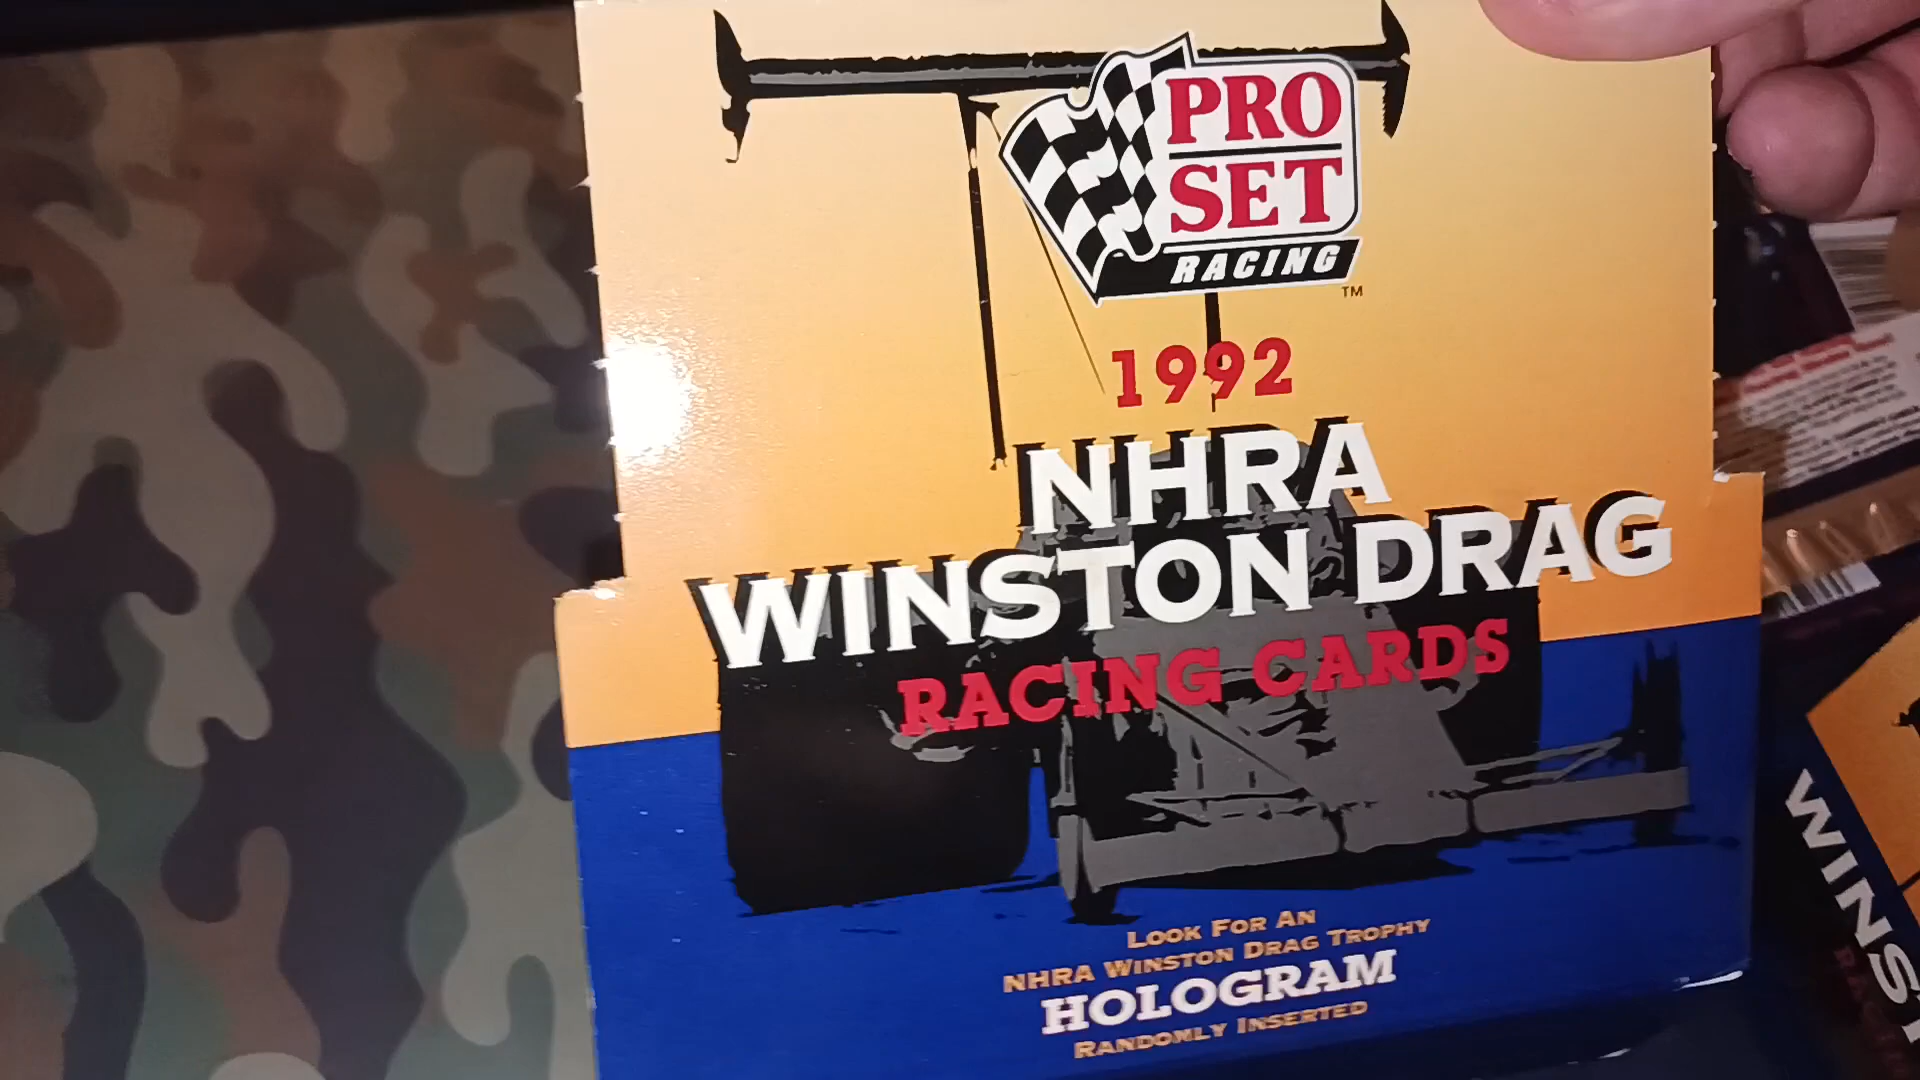 PRO
SET
RACING
TM
1992
NHRA
WINSTON DRAG
RACING CARDS
LOOK FOR AN
NHRA WINSTON DRAG TROPHY
HOLOGRAM
RANDOMLY INSERTED
WINS